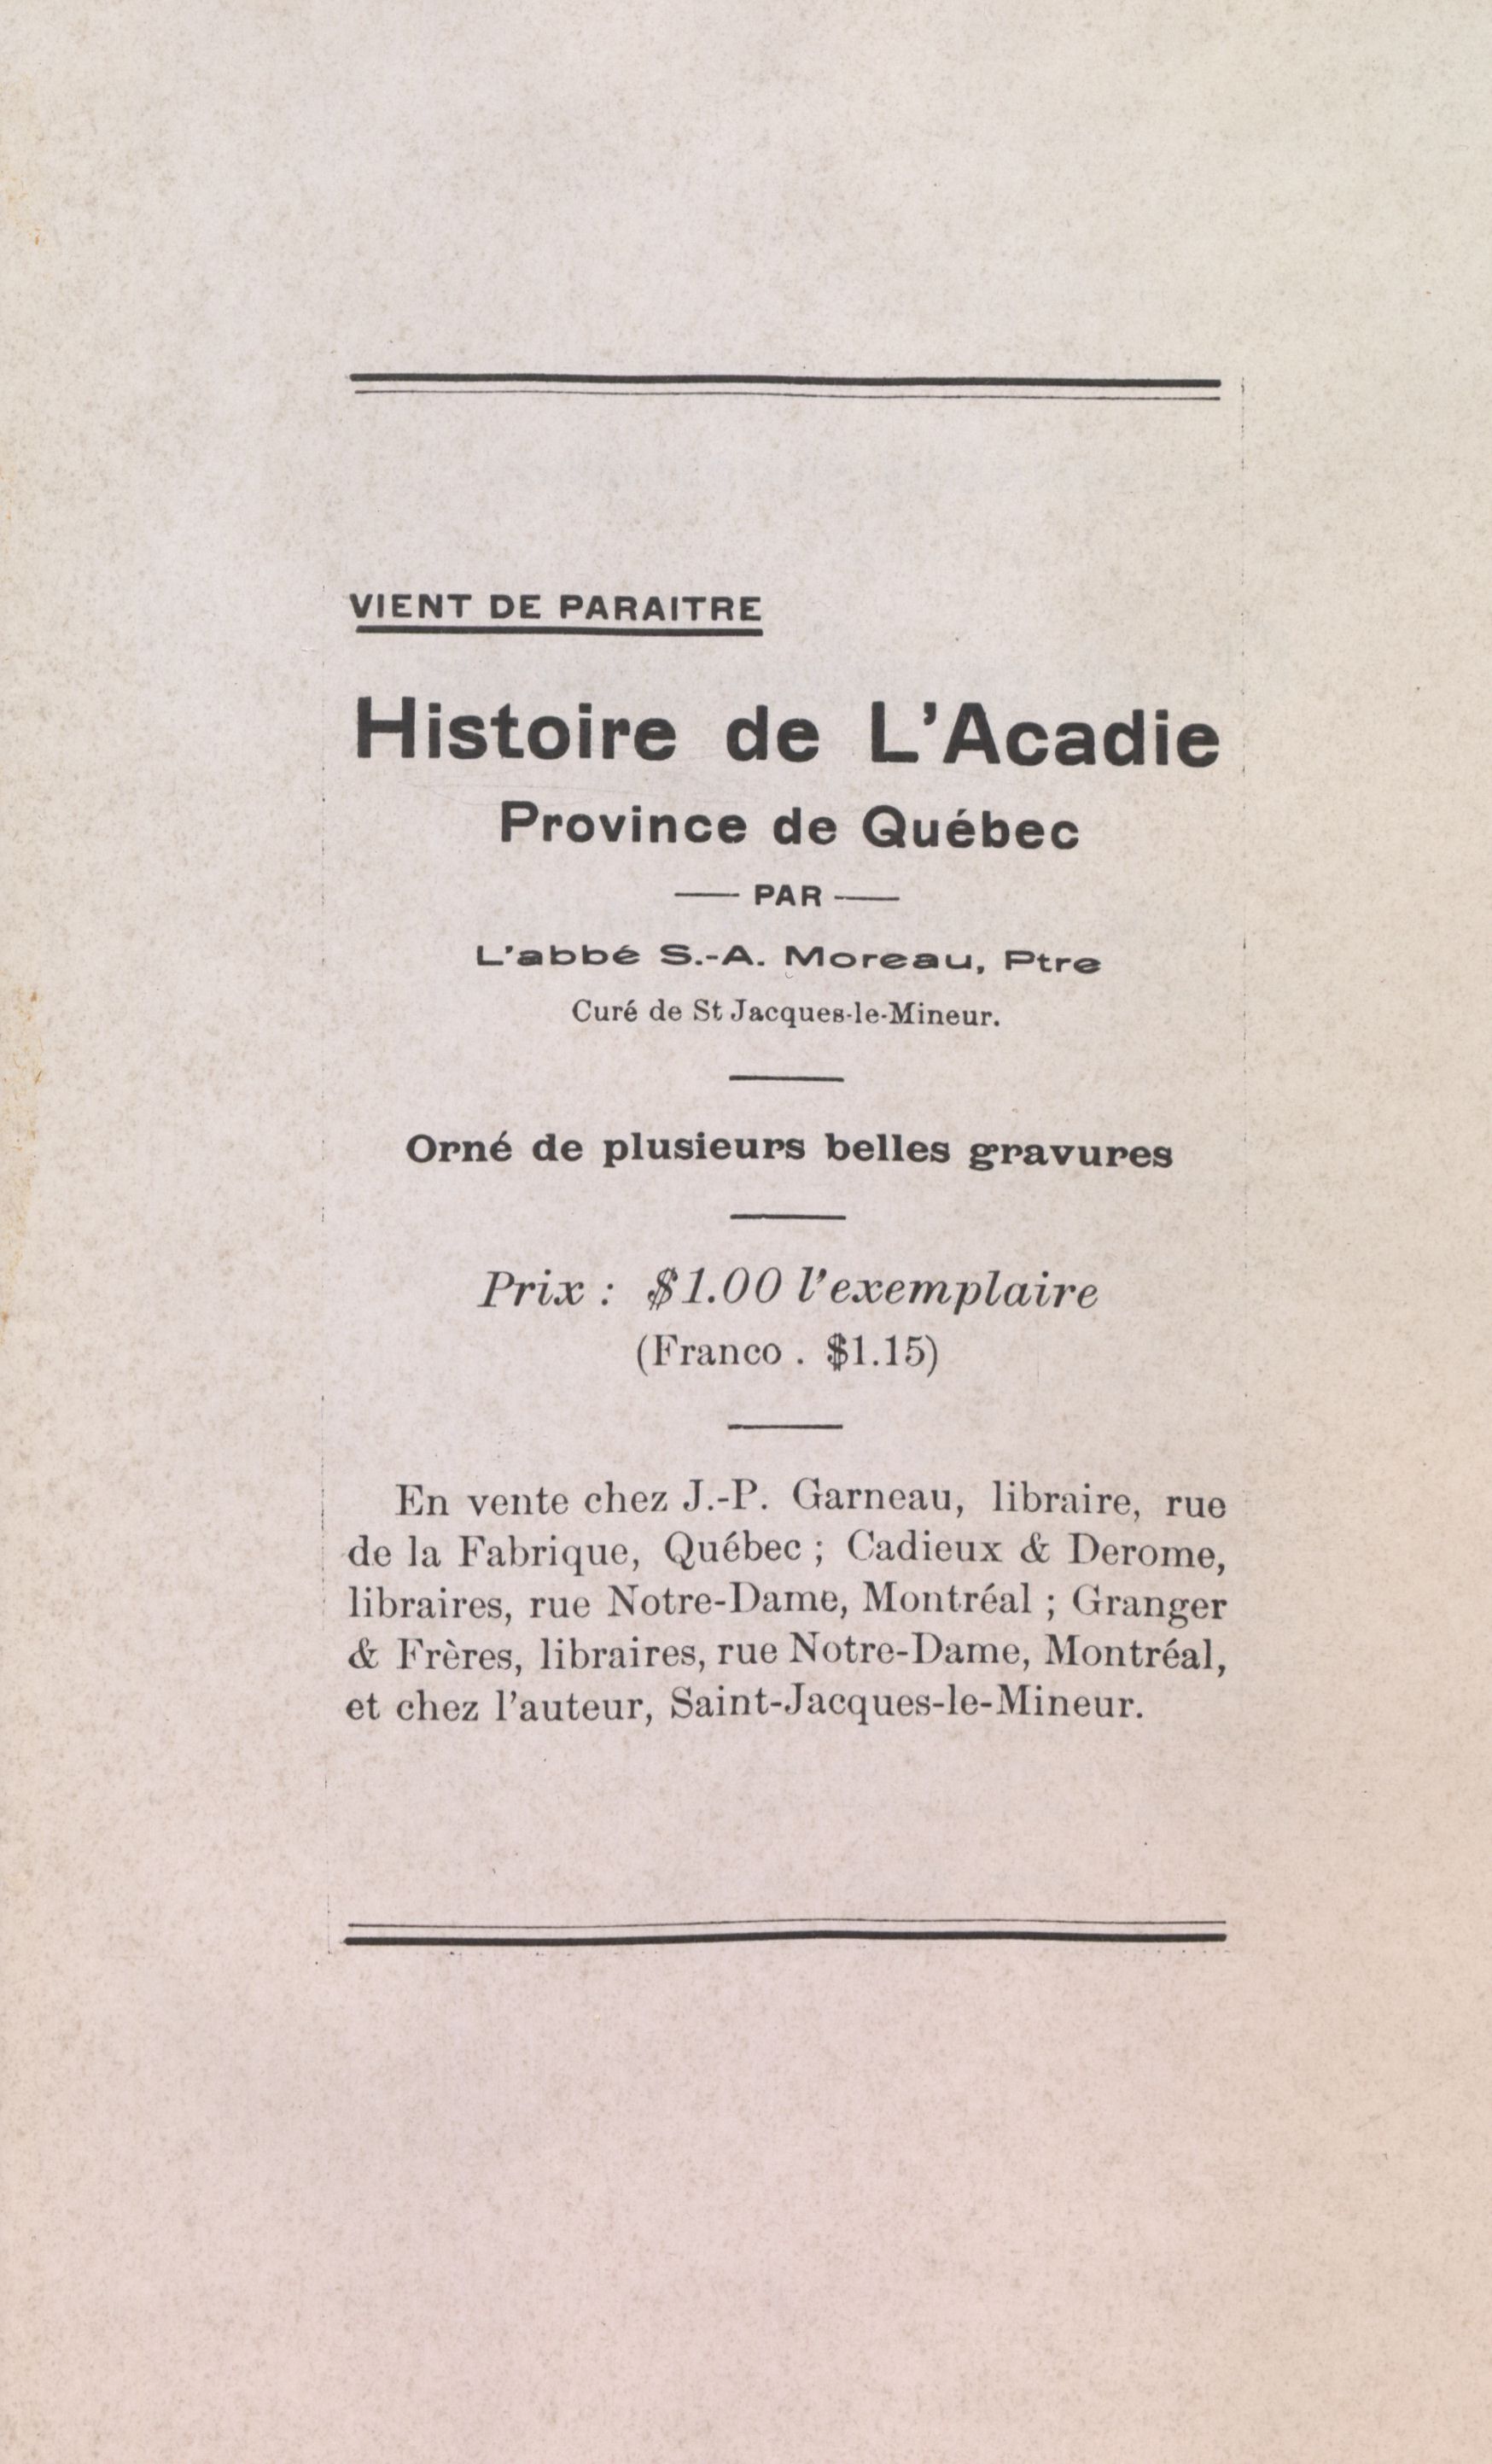 VIENT DE PARAITRE
Histoire de L'Acadie
Province de Québec
— PAR —
L'abbé S.-A. Moreau, Ptre
Curé de St Jacques-le-Mineur.
Orné de plusieurs belles gravures
Prix : $1.00 l'exemplaire
(Franco . $1.15)
En vente chez J.-P. Garneau, libraire, rue
de la Fabrique, Québec ; Cadieux & Derome,
libraires, rue Notre-Dame, Montréal ; Granger
& Frères, libraires, rue Notre-Dame, Montréal,
et chez l'auteur, Saint-Jacques-le-Mineur.